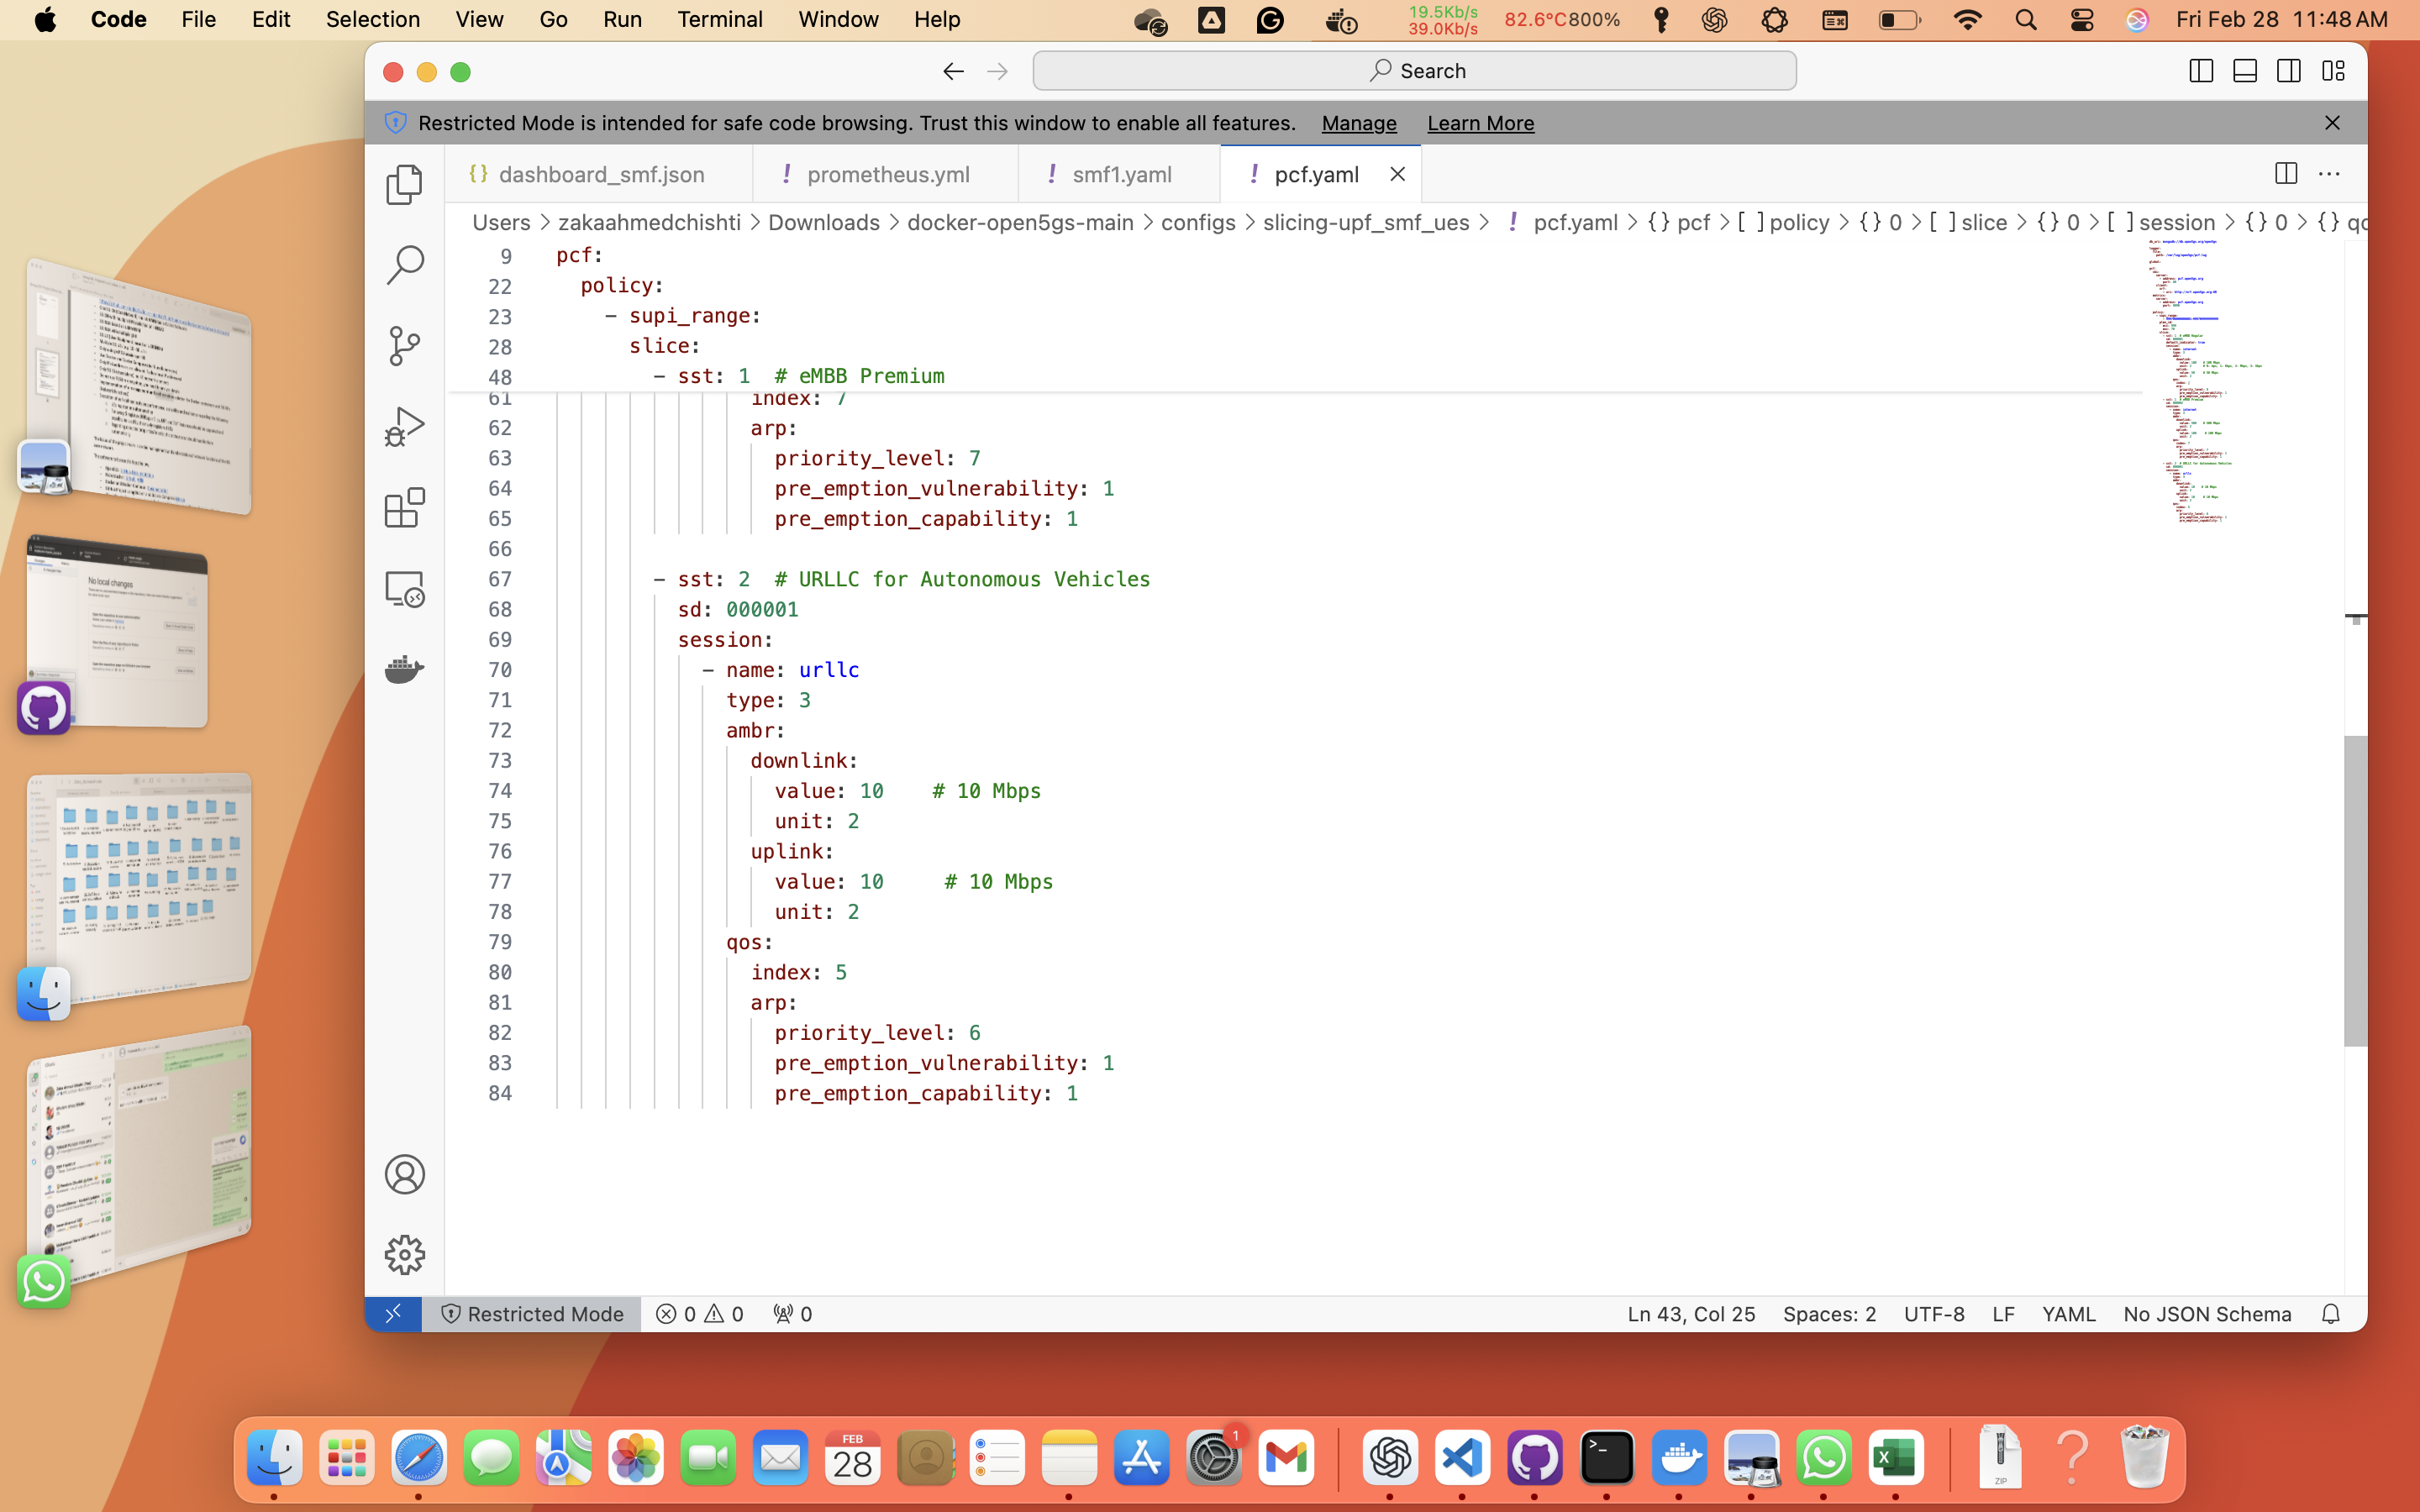 Code File Edit Selection View Go Run Terminal Window Help 19.5Kb/s 39.0Kb/s 82.6°C 800% Fri Feb 28 11:48 AM
Search
Restricted Mode is intended for safe code browsing. Trust this window to enable all features. Manage Learn More
{} dashboard_smf.json ! prometheus.yml ! smf1.yaml ! pcf.yaml
Users > zakaahmedchishti > Downloads > docker-open5gs-main > configs > slicing-upf_smf_ues > ! pcf.yaml > {} pcf > [ ] policy > {} 0 > [ ] slice > {} 0 > [ ] session > {} 0 > {} qo
9 pcf:
22 policy:
23 - supi_range:
28 slice:
48 - sst: 1 # eMBB Premium
61 index: 7
62 arp:
63 priority_level: 7
64 pre_emption_vulnerability: 1
65 pre_emption_capability: 1
66
67 - sst: 2 # URLLC for Autonomous Vehicles
68 sd: 000001
69 session:
70 - name: urllc
71 type: 3
72 ambr:
73 downlink:
74 value: 10 # 10 Mbps
75 unit: 2
76 uplink:
77 value: 10 # 10 Mbps
78 unit: 2
79 qos:
80 index: 5
81 arp:
82 priority_level: 6
83 pre_emption_vulnerability: 1
84 pre_emption_capability: 1
Restricted Mode 0 0 0 Ln 43, Col 25 Spaces: 2 UTF-8 LF YAML No JSON Schema
No local changes
FEB
28
1
ZIP